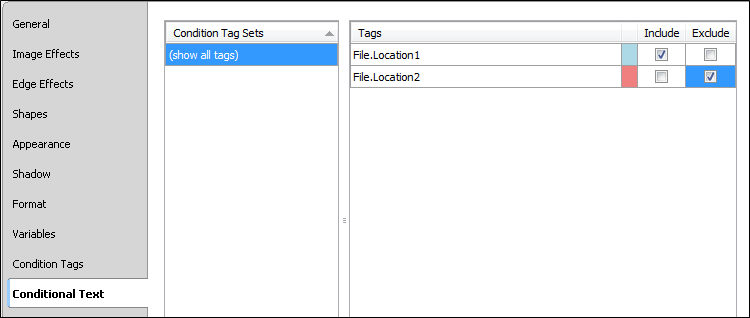 General
Image Effects
Edge Effects
Shapes
Appearance
Shadow
Format
Variables
Condition Tags
Conditional Text
Condition Tag Sets
(show all tags)
Tags Include Exclude
File.Location1
File.Location2